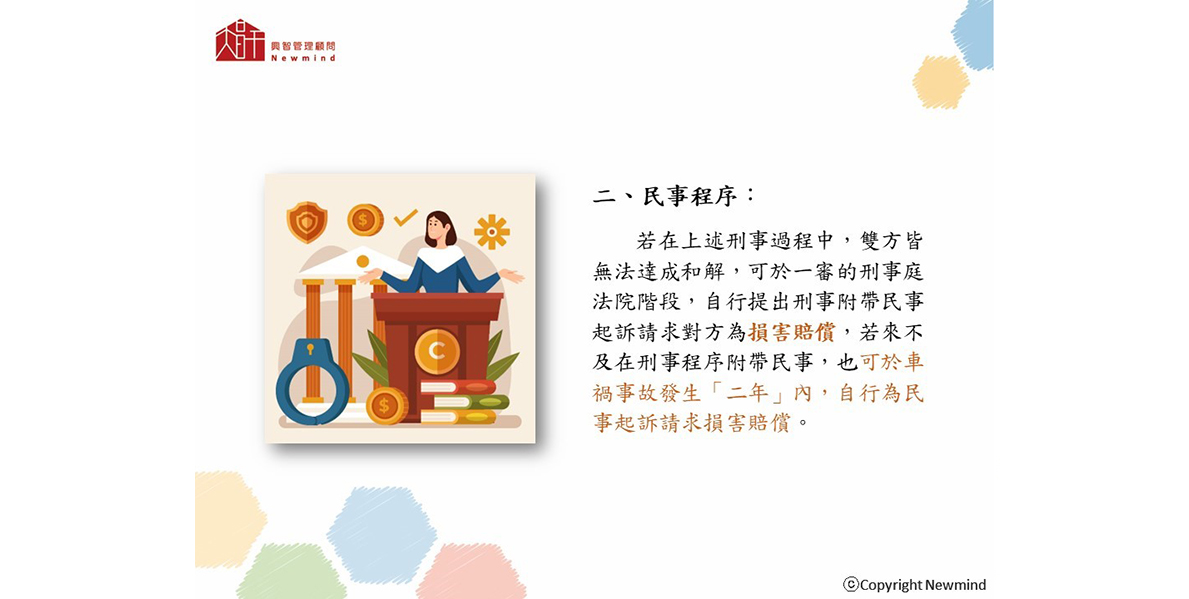 興智管理顧問
Newmind
二、民事程序：
若在上述刑事過程中，雙方皆
無法達成和解，可於一審的刑事庭
法院階段，自行提出刑事附帶民事
起訴請求對方為損害賠償，若來不
及在刑事程序附帶民事，也可於車
禍事故發生「二年」內，自行為民
事起訴請求損害賠償。
$
C
$
ⓒCopyright Newmind